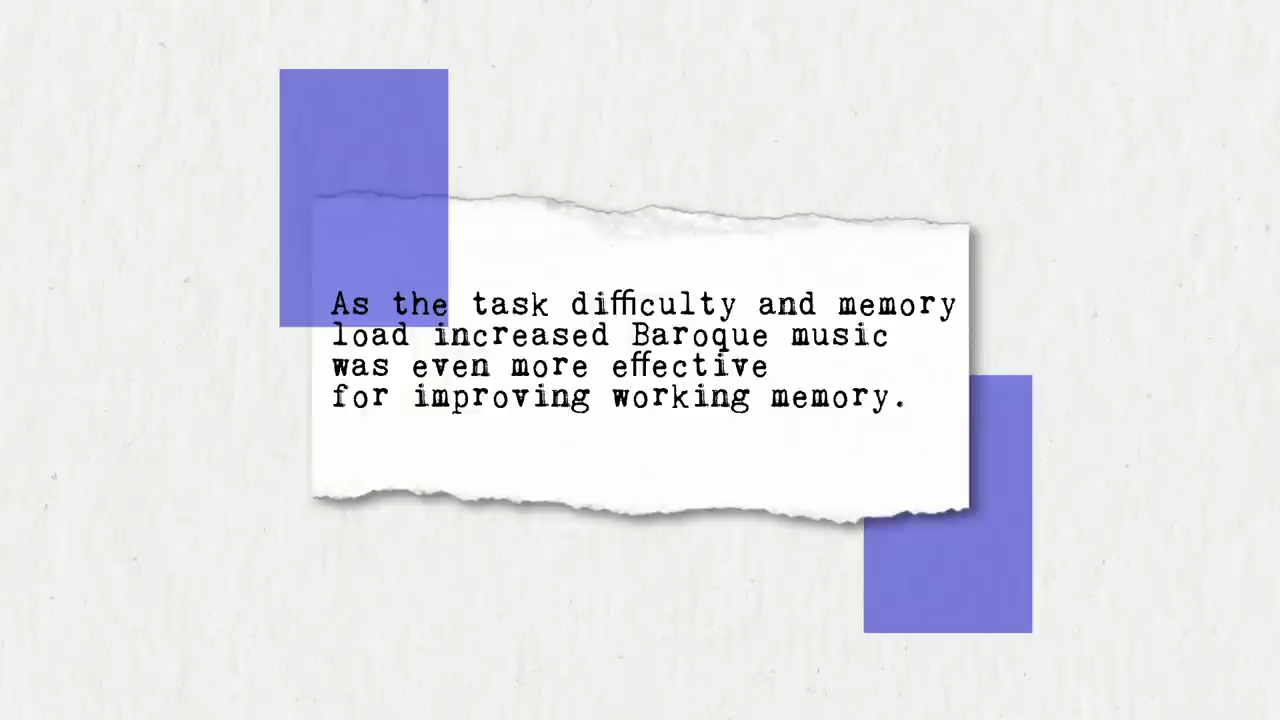 As the task difficulty and memory
load increased Baroque music
was even more effective
for improving working memory.